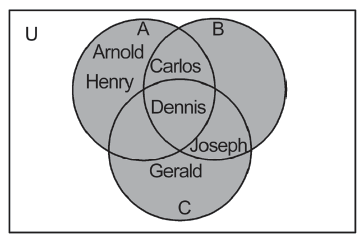 U
A
B
Arnold
Carlos
Henry
Dennis
Joseph
Gerald
C